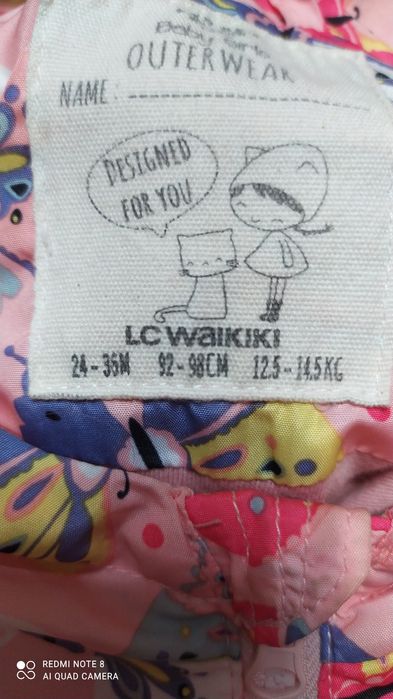 OUTERWEAR
NAME:
DESIGNED
FOR YOU
LC WAIKIKI
24-36M 92-98CM 12.5-14.5KG
REDMI NOTE 8
AI QUAD CAMERA